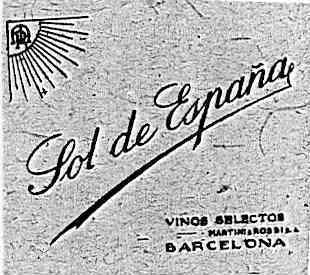 Sol de España
VINOS SELECTOS
MARTINI & ROSSI S.A.
BARCELONA